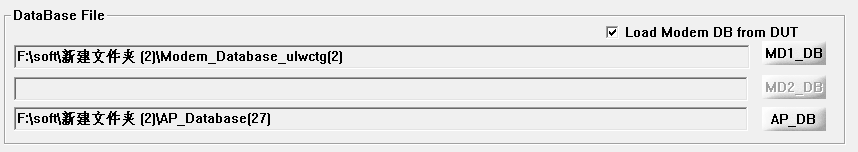 DataBase File
Load Modem DB from DUT
F:\soft\新建文件夹 (2)\Modem_Database_ulwctg(2)
MD1_DB
MD2_DB
F:\soft\新建文件夹 (2)\AP_Database(27)
AP_DB